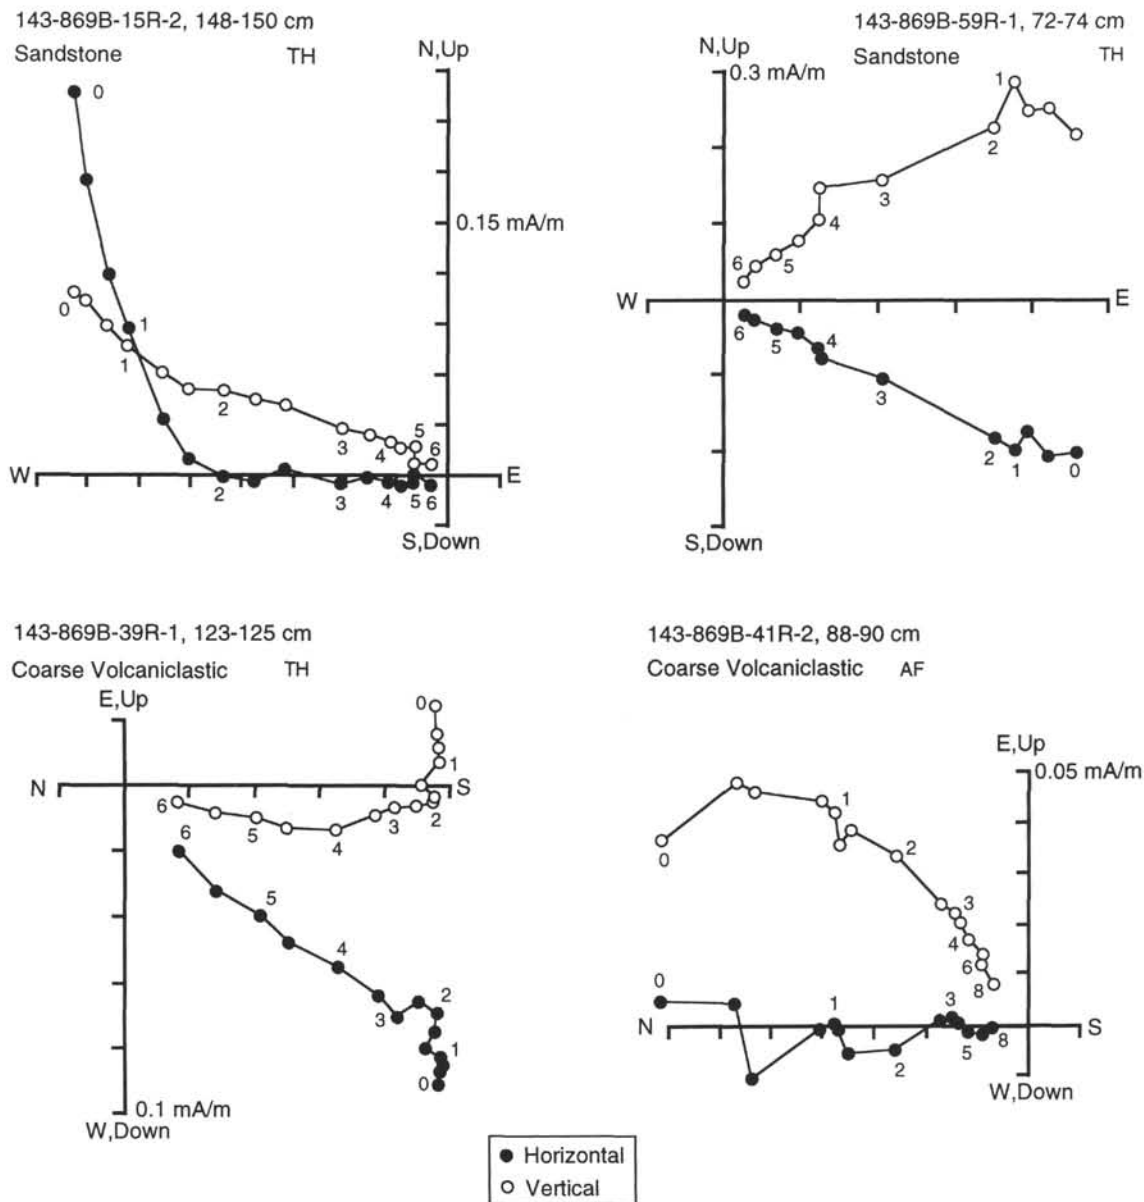 143-869B-15R-2, 148-150 cm
Sandstone TH
N,Up
0
0.15 mA/m
0
1
1
2
5
6
3
4
W E
2
3
4
5
6
S,Down
143-869B-59R-1, 72-74 cm
N,Up
Sandstone TH
0.3 mA/m
1
2
3
4
5
6
W E
6
5
4
3
2
1
0
S,Down
143-869B-39R-1, 123-125 cm
Coarse Volcaniclastic TH
E,Up
0
1
N S
6
5
4
3
2
6
5
4
3
2
1
0
0.1 mA/m
W,Down
143-869B-41R-2, 88-90 cm
Coarse Volcaniclastic AF
E,Up
0.05 mA/m
1
0
2
3
4
6
8
0
1
3
N S
2
5
8
W,Down
Horizontal
Vertical